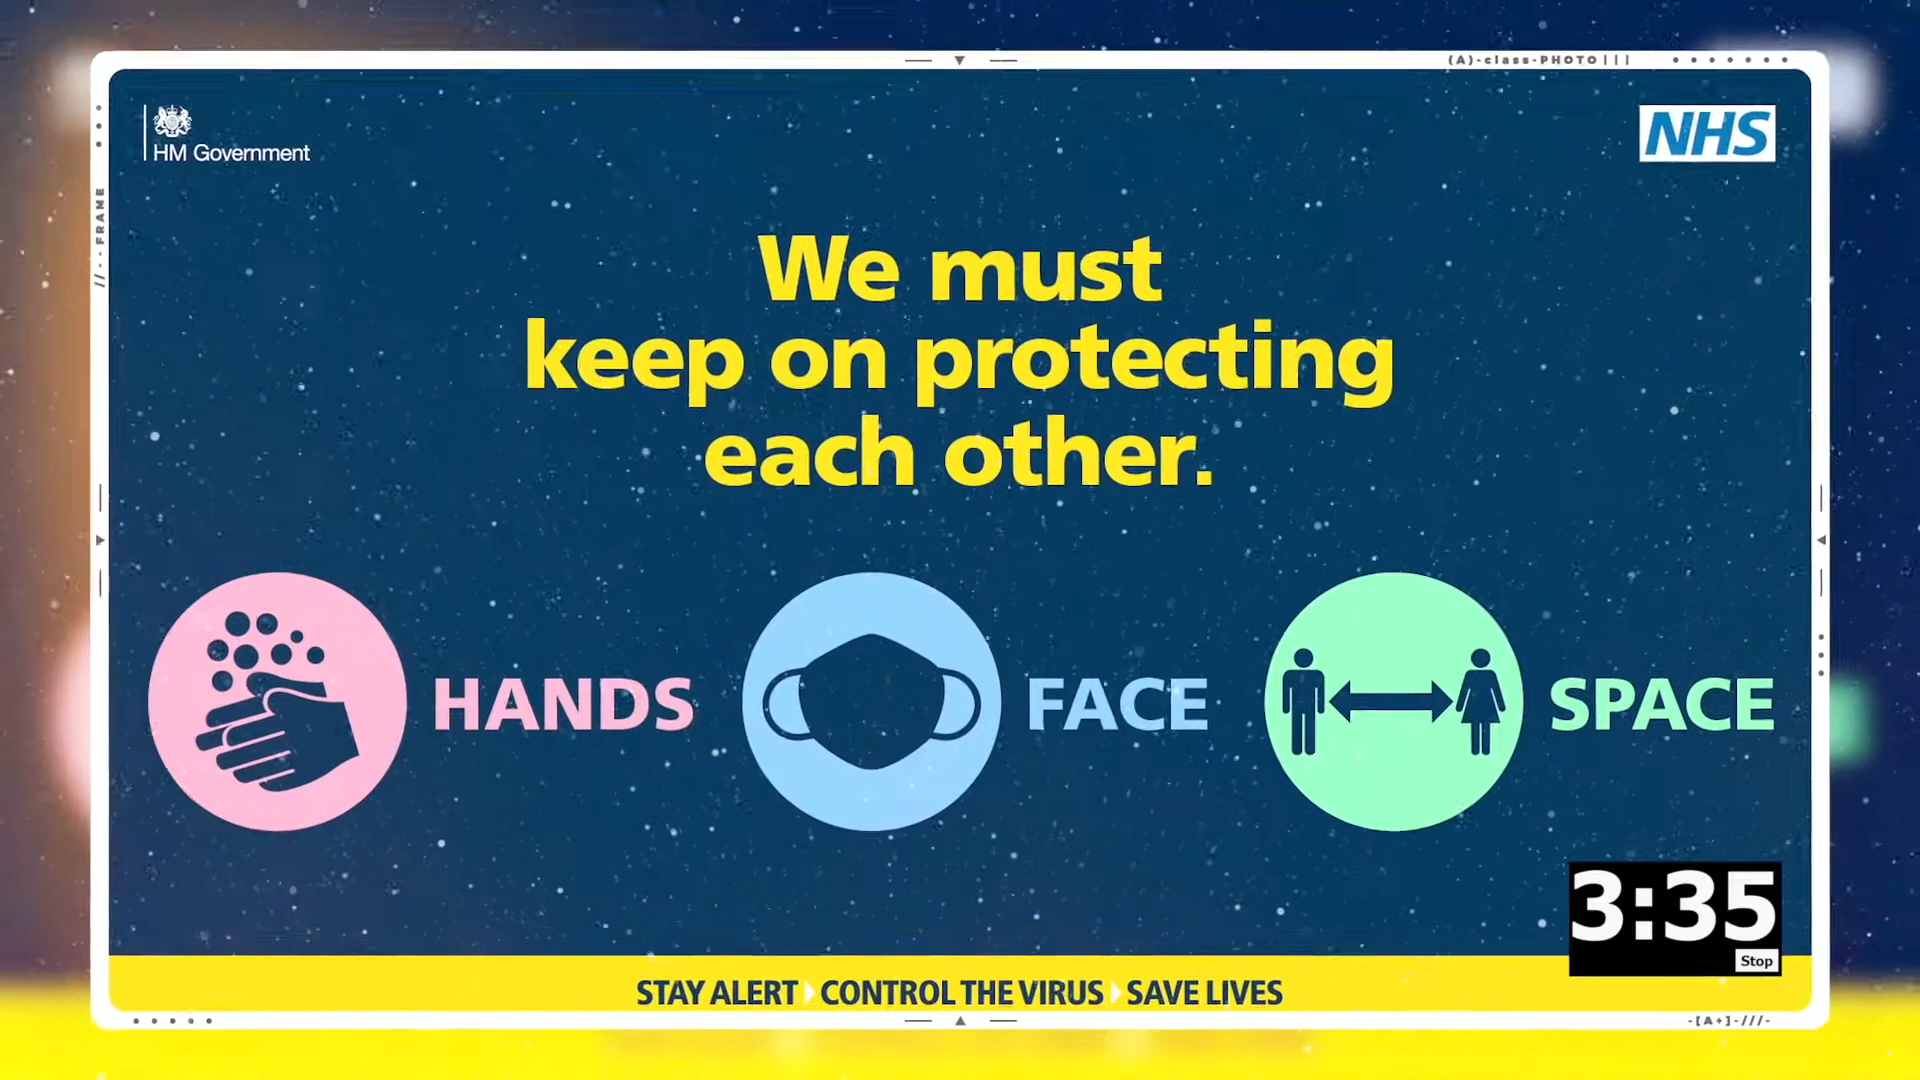 (A)-class-PHOTO|||
HM Government
NHS
//--FRAME
We must
keep on protecting
each other.
HANDS
FACE
SPACE
3:35
Stop
STAY ALERT › CONTROL THE VIRUS › SAVE LIVES
-[A+]-///-